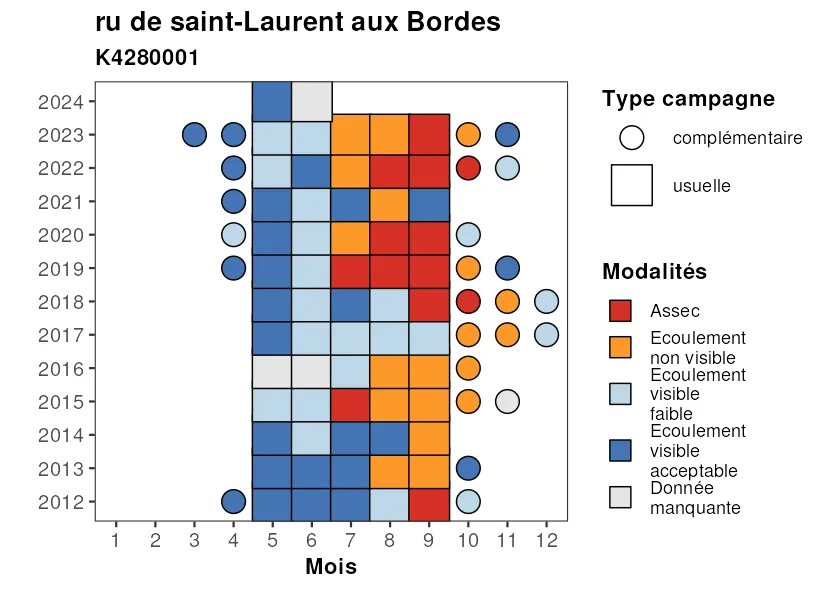 ru de saint-Laurent aux Bordes
K4280001
2024
2023
2022
2021
2020
2019
2018
2017
2016
2015
2014
2013
2012
1 2 3 4 5 6 7 8 9 10 11 12
Mois
Type campagne
complémentaire
usuelle
Modalités
Assec
Ecoulement
non visible
Ecoulement
visible
faible
Ecoulement
visible
acceptable
Donnée
manquante